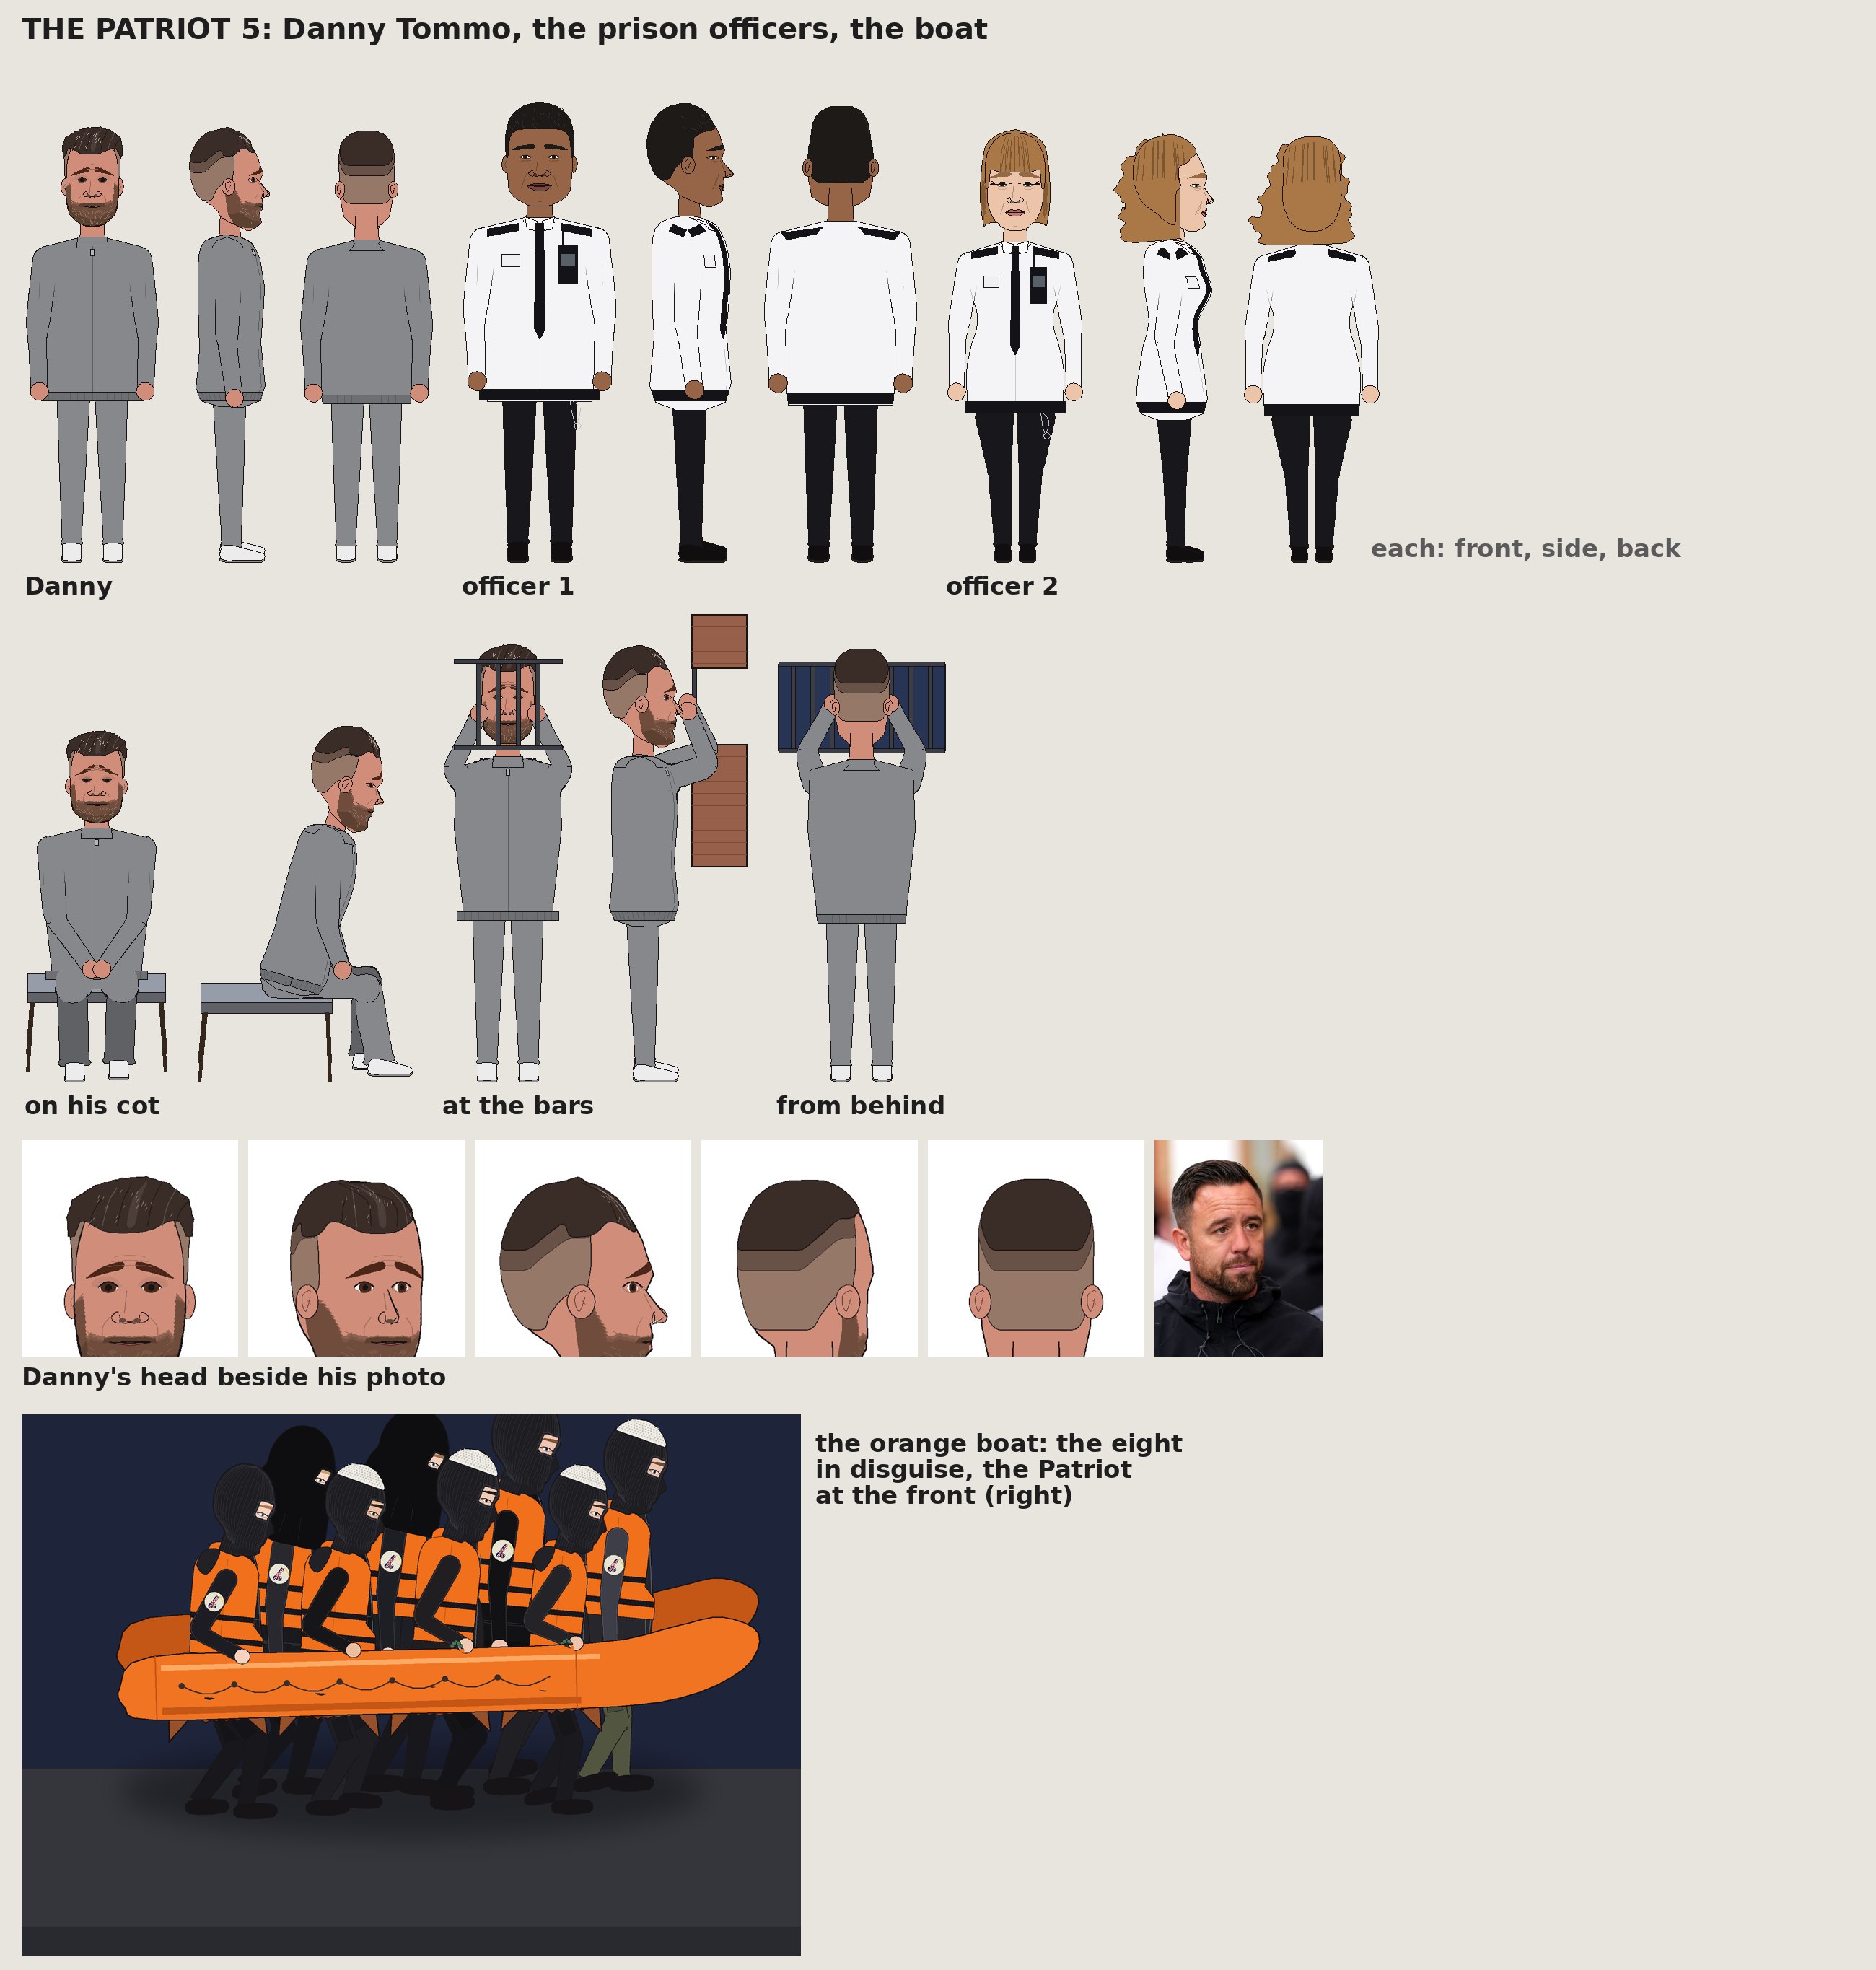 THE PATRIOT 5: Danny Tommo, the prison officers, the boat
each: front, side, back
Danny
officer 1
officer 2
on his cot
at the bars
from behind
Danny's head beside his photo
the orange boat: the eight
in disguise, the Patriot
at the front (right)